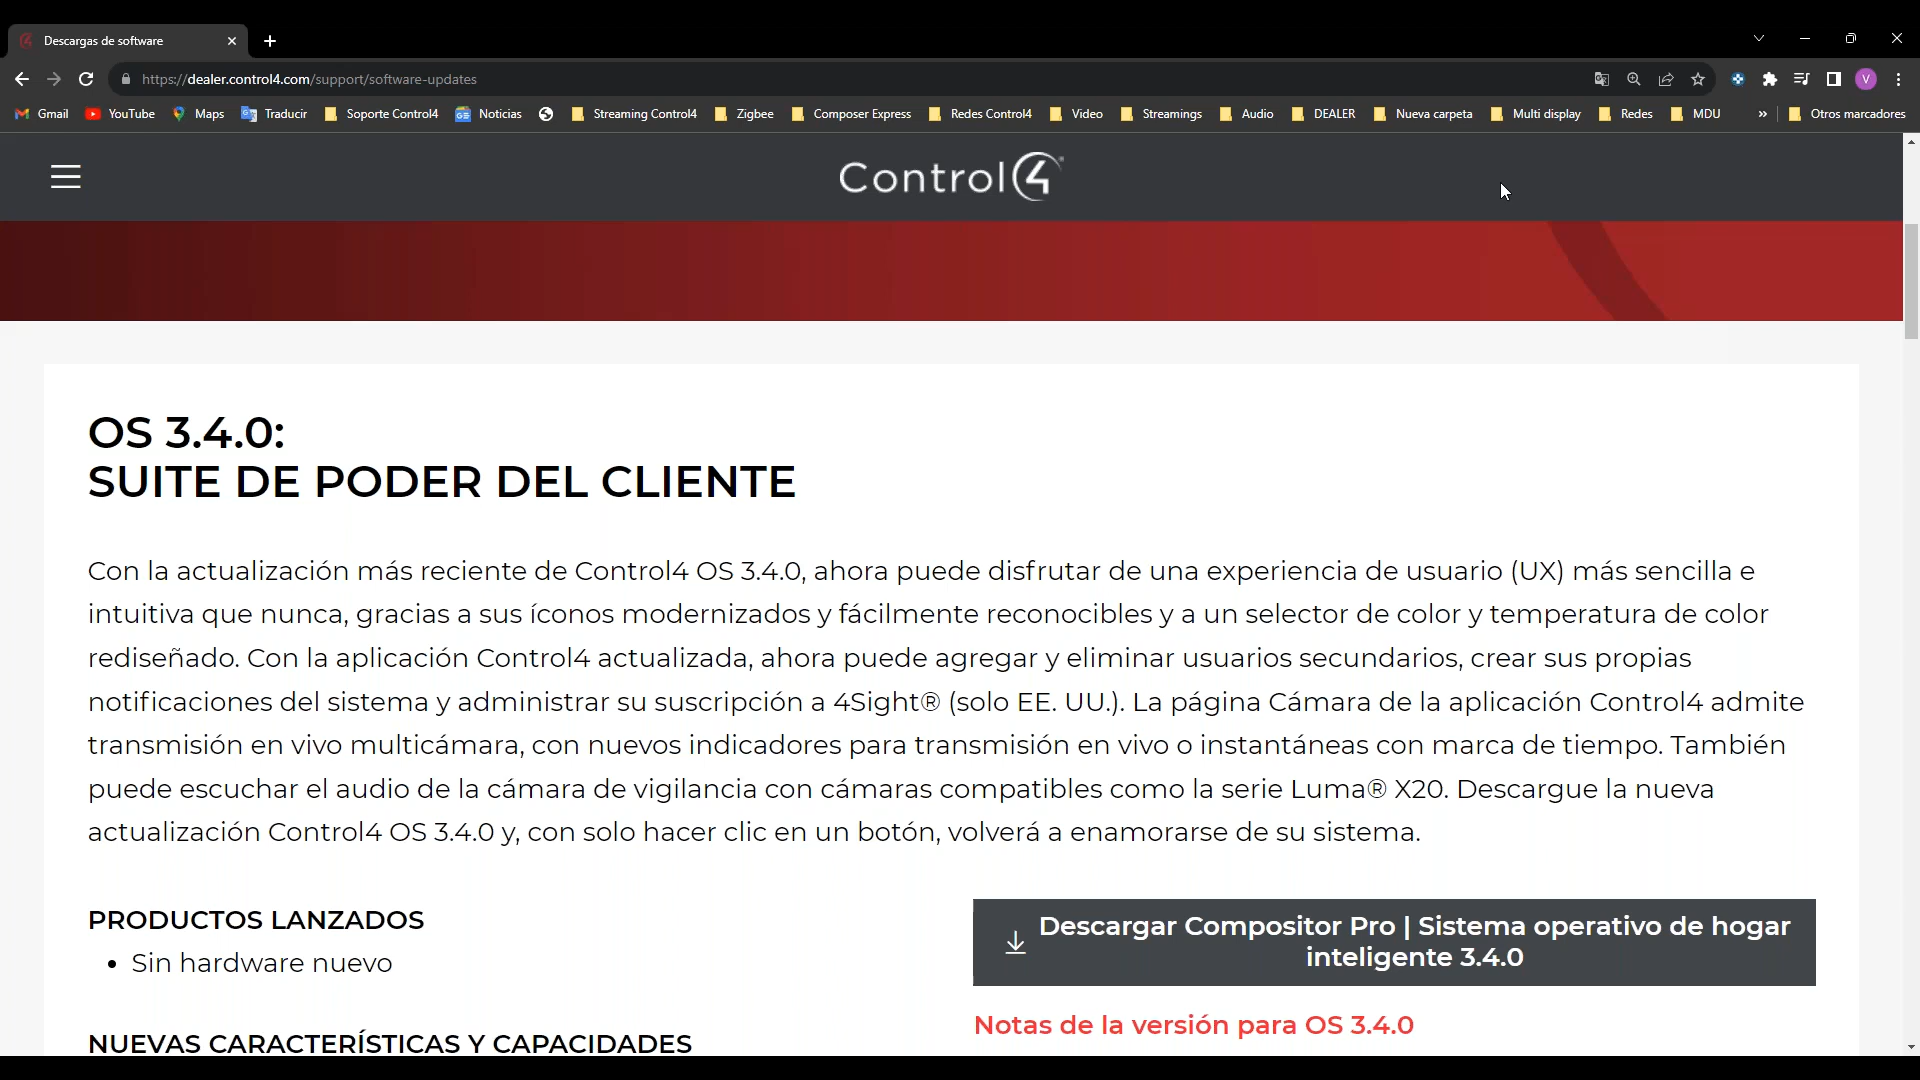 Descargas de software
https://dealer.control4.com/support/software-updates
V
Gmail YouTube Maps Traducir Soporte Control4 Noticias Streaming Control4 Zigbee Composer Express Redes Control4 Video Streamings Audio DEALER Nueva carpeta Multi display Redes MDU » Otros marcadores
Control4
OS 3.4.0:
SUITE DE PODER DEL CLIENTE
Con la actualización más reciente de Control4 OS 3.4.0, ahora puede disfrutar de una experiencia de usuario (UX) más sencilla e
intuitiva que nunca, gracias a sus íconos modernizados y fácilmente reconocibles y a un selector de color y temperatura de color
rediseñado. Con la aplicación Control4 actualizada, ahora puede agregar y eliminar usuarios secundarios, crear sus propias
notificaciones del sistema y administrar su suscripción a 4Sight® (solo EE. UU.). La página Cámara de la aplicación Control4 admite
transmisión en vivo multicámara, con nuevos indicadores para transmisión en vivo o instantáneas con marca de tiempo. También
puede escuchar el audio de la cámara de vigilancia con cámaras compatibles como la serie Luma® X20. Descargue la nueva
actualización Control4 OS 3.4.0 y, con solo hacer clic en un botón, volverá a enamorarse de su sistema.
PRODUCTOS LANZADOS
• Sin hardware nuevo
NUEVAS CARACTERÍSTICAS Y CAPACIDADES
Descargar Compositor Pro | Sistema operativo de hogar
inteligente 3.4.0
Notas de la versión para OS 3.4.0